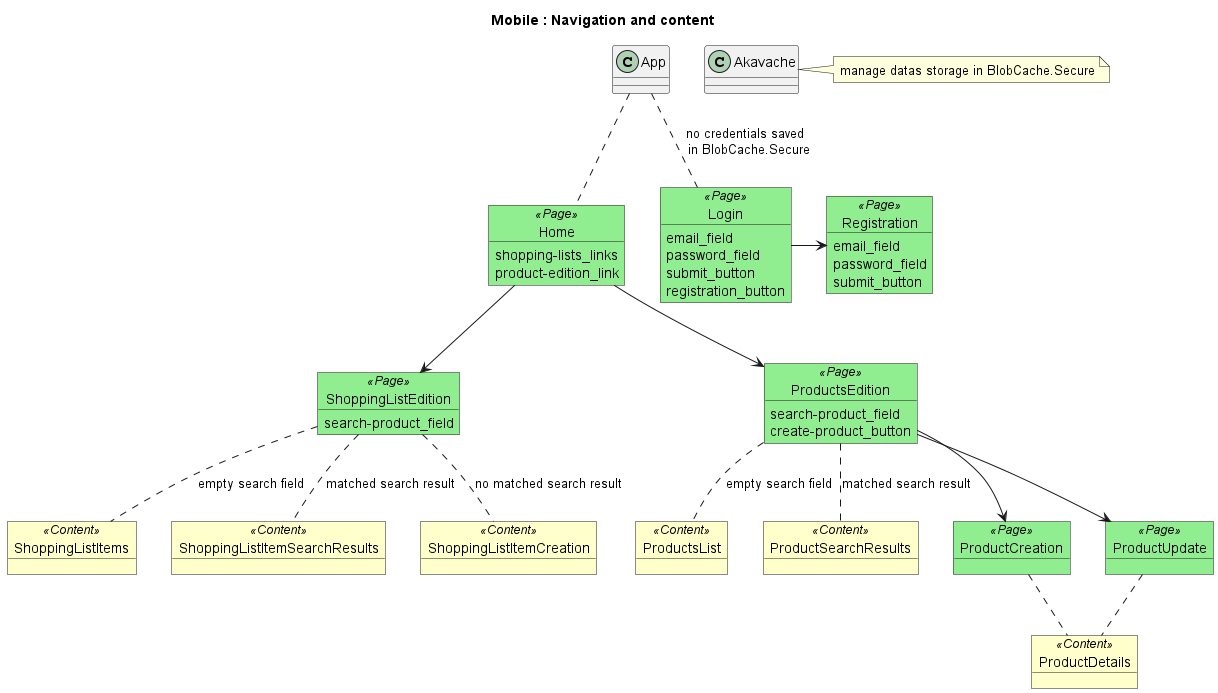 Mobile : Navigation and content
C App
C Akavache
manage datas storage in BlobCache.Secure
no credentials saved
in BlobCache.Secure
«Page»
Home
shopping-lists_links
product-edition_link
«Page»
Login
email_field
password_field
submit_button
registration_button
«Page»
Registration
email_field
password_field
submit_button
«Page»
ShoppingListEdition
search-product_field
«Page»
ProductsEdition
search-product_field
create-product_button
empty search field
matched search result
no matched search result
empty search field
matched search result
«Content»
ShoppingListItems
«Content»
ShoppingListItemSearchResults
«Content»
ShoppingListItemCreation
«Content»
ProductsList
«Content»
ProductSearchResults
«Page»
ProductCreation
«Page»
ProductUpdate
«Content»
ProductDetails